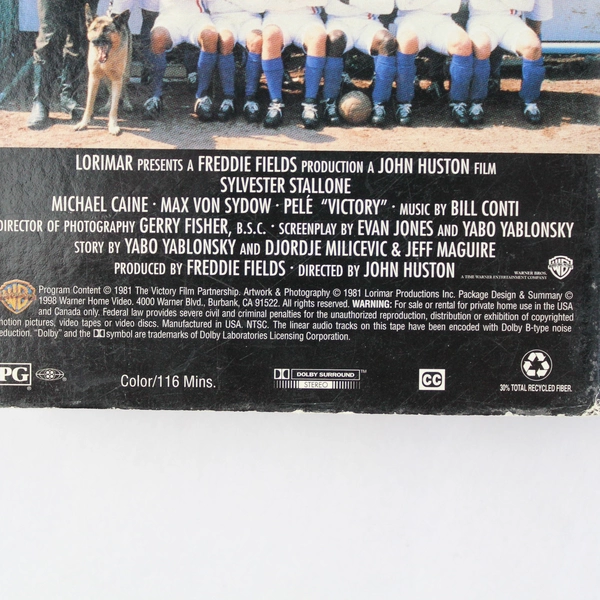 LORIMAR PRESENTS A FREDDIE FIELDS PRODUCTION A JOHN HUSTON FILM
SYLVESTER STALLONE
MICHAEL CAINE · MAX VON SYDOW · PELÉ "VICTORY" · MUSIC BY BILL CONTI
DIRECTOR OF PHOTOGRAPHY GERRY FISHER, B.S.C. · SCREENPLAY BY EVAN JONES AND YABO YABLONSKY
STORY BY YABO YABLONSKY AND DJORDJE MILICEVIC & JEFF MAGUIRE
PRODUCED BY FREDDIE FIELDS · DIRECTED BY JOHN HUSTON
WARNER BROS.
A TIME WARNER ENTERTAINMENT COMPANY
Program Content © 1981 The Victory Film Partnership. Artwork & Photography © 1981 Lorimar Productions Inc. Package Design & Summary ©
1998 Warner Home Video. 4000 Warner Blvd., Burbank, CA 91522. All rights reserved. WARNING: For sale or rental for private home use in the USA
and Canada only. Federal law provides severe civil and criminal penalties for the unauthorized reproduction, distribution or exhibition of copyrighted
motion pictures, video tapes or video discs. Manufactured in USA. NTSC. The linear audio tracks on this tape have been encoded with Dolby B-type noise
reduction. "Dolby" and the DD symbol are trademarks of Dolby Laboratories Licensing Corporation.
PG
Color/116 Mins.
DOLBY SURROUND™
STEREO
CC
30% TOTAL RECYCLED FIBER